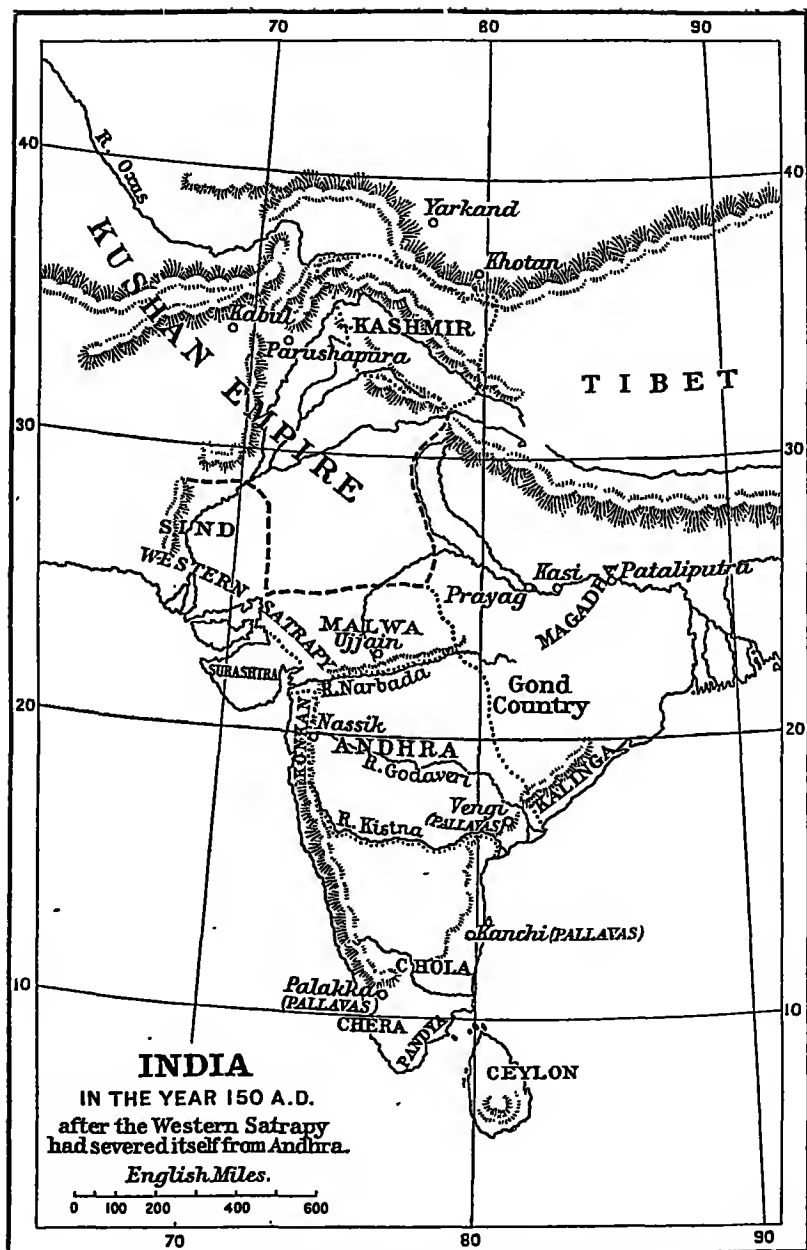 70 80 90
40 40
R. Oxus
Yarkand
Khotan
KUSHAN EMPIRE
Kabul
KASHMIR
Parushapura
TIBET
30 30
SIND
WESTERN SATRAPY
Kasi
Pataliputra
Prayag
MAGADHA
MALWA
Ujjain
SURASHTRA
R. Narbada
Gond
Country
20 20
KONKAN
Nassik
ANDHRA
R. Godaveri
KALINGA
Vengi
(PALLAVAS)
R. Kistna
Kanchi (PALLAVAS)
CHOLA
Palakka
(PALLAVAS)
10 10
CHERA
PANDYA
CEYLON
INDIA
IN THE YEAR 150 A.D.
after the Western Satrapy
had severed itself from Andhra.
English Miles.
0 100 200 400 600
70 80 90